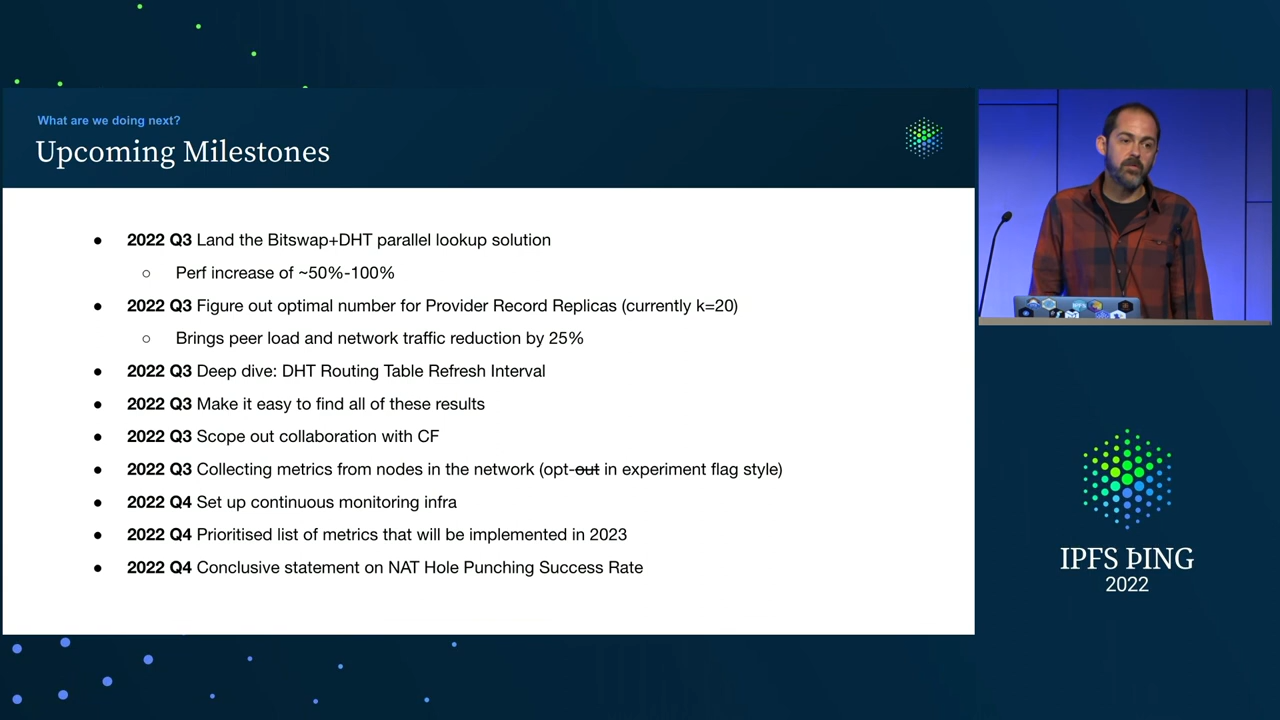 What are we doing next?
Upcoming Milestones
● 2022 Q3 Land the Bitswap+DHT parallel lookup solution
○ Perf increase of ~50%-100%
● 2022 Q3 Figure out optimal number for Provider Record Replicas (currently k=20)
○ Brings peer load and network traffic reduction by 25%
● 2022 Q3 Deep dive: DHT Routing Table Refresh Interval
● 2022 Q3 Make it easy to find all of these results
● 2022 Q3 Scope out collaboration with CF
● 2022 Q3 Collecting metrics from nodes in the network (opt-out in experiment flag style)
● 2022 Q4 Set up continuous monitoring infra
● 2022 Q4 Prioritised list of metrics that will be implemented in 2023
● 2022 Q4 Conclusive statement on NAT Hole Punching Success Rate
IPFS ÞING
2022